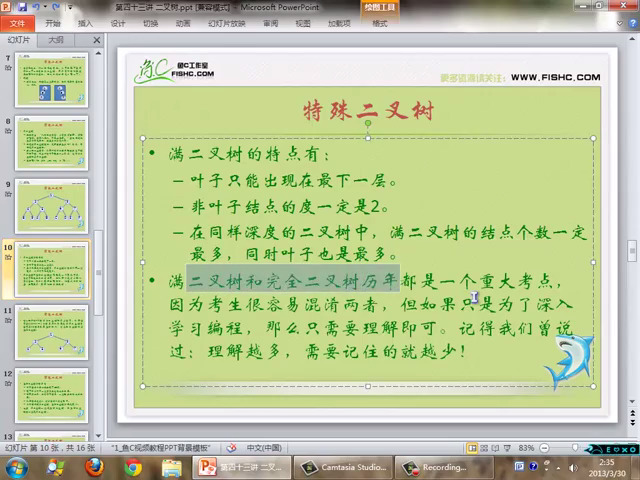 第四十三讲 二叉树.ppt [兼容模式] - Microsoft PowerPoint
绘图工具
文件
开始
插入
设计
切换
动画
幻灯片放映
审阅
视图
加载项
格式
幻灯片
大纲
7
8
9
10
11
12
13
鱼C工作室
FISHC.COM
WWW.FISHC.COM
特殊二叉树
• 满二叉树的特点有：
– 叶子只能出现在最下一层。
– 非叶子结点的度一定是2。
– 在同样深度的二叉树中，满二叉树的结点个数一定
最多，同时叶子也是最多。
• 满二叉树和完全二叉树历年都是一个重大考点，
因为考生很容易混淆两者，但如果只是为了深入
学习编程，那么只需要理解即可。记得我们曾说
过：理解越多，需要记住的就越少！
幻灯片 第 10 张，共 16 张
"1_鱼C视频教程PPT背景模板"
中文(中国)
83%
第四十三讲 二叉...
Camtasia Studio...
Recording...
2:35
2013/3/30